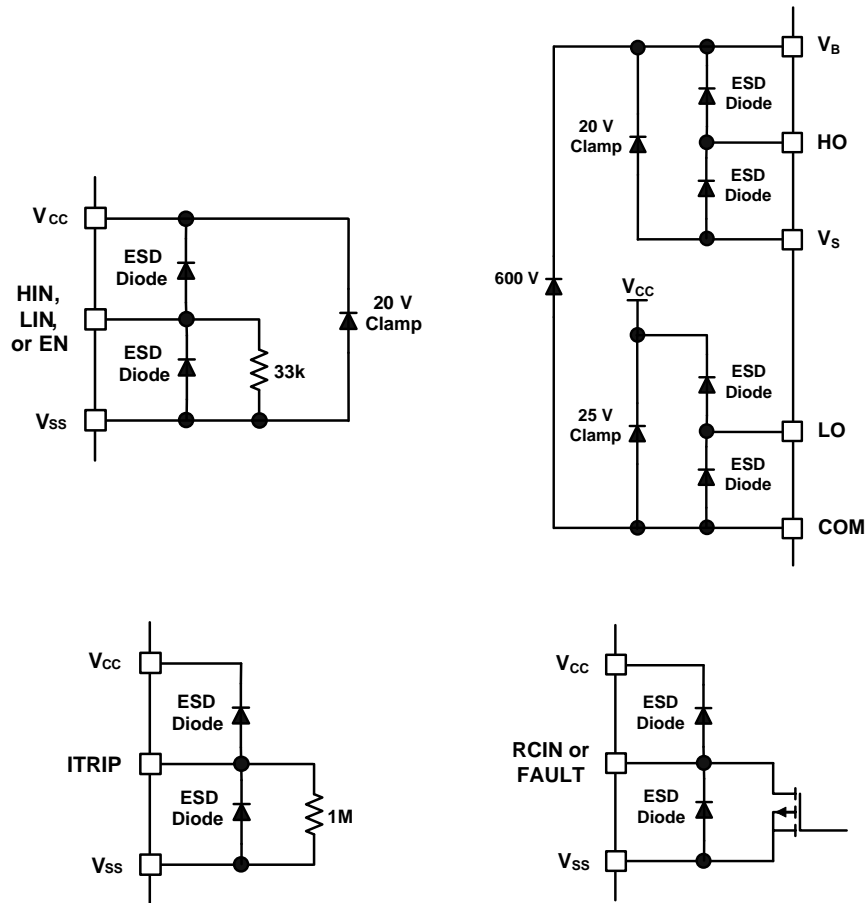 VCC
ESD
Diode
HIN,
LIN,
or EN
ESD
Diode
33k
20 V
Clamp
VSS
VB
ESD
Diode
20 V
Clamp
HO
ESD
Diode
VS
600 V
VCC
ESD
Diode
25 V
Clamp
LO
ESD
Diode
COM
VCC
ESD
Diode
ITRIP
ESD
Diode
1M
VSS
VCC
ESD
Diode
RCIN or
FAULT
ESD
Diode
VSS